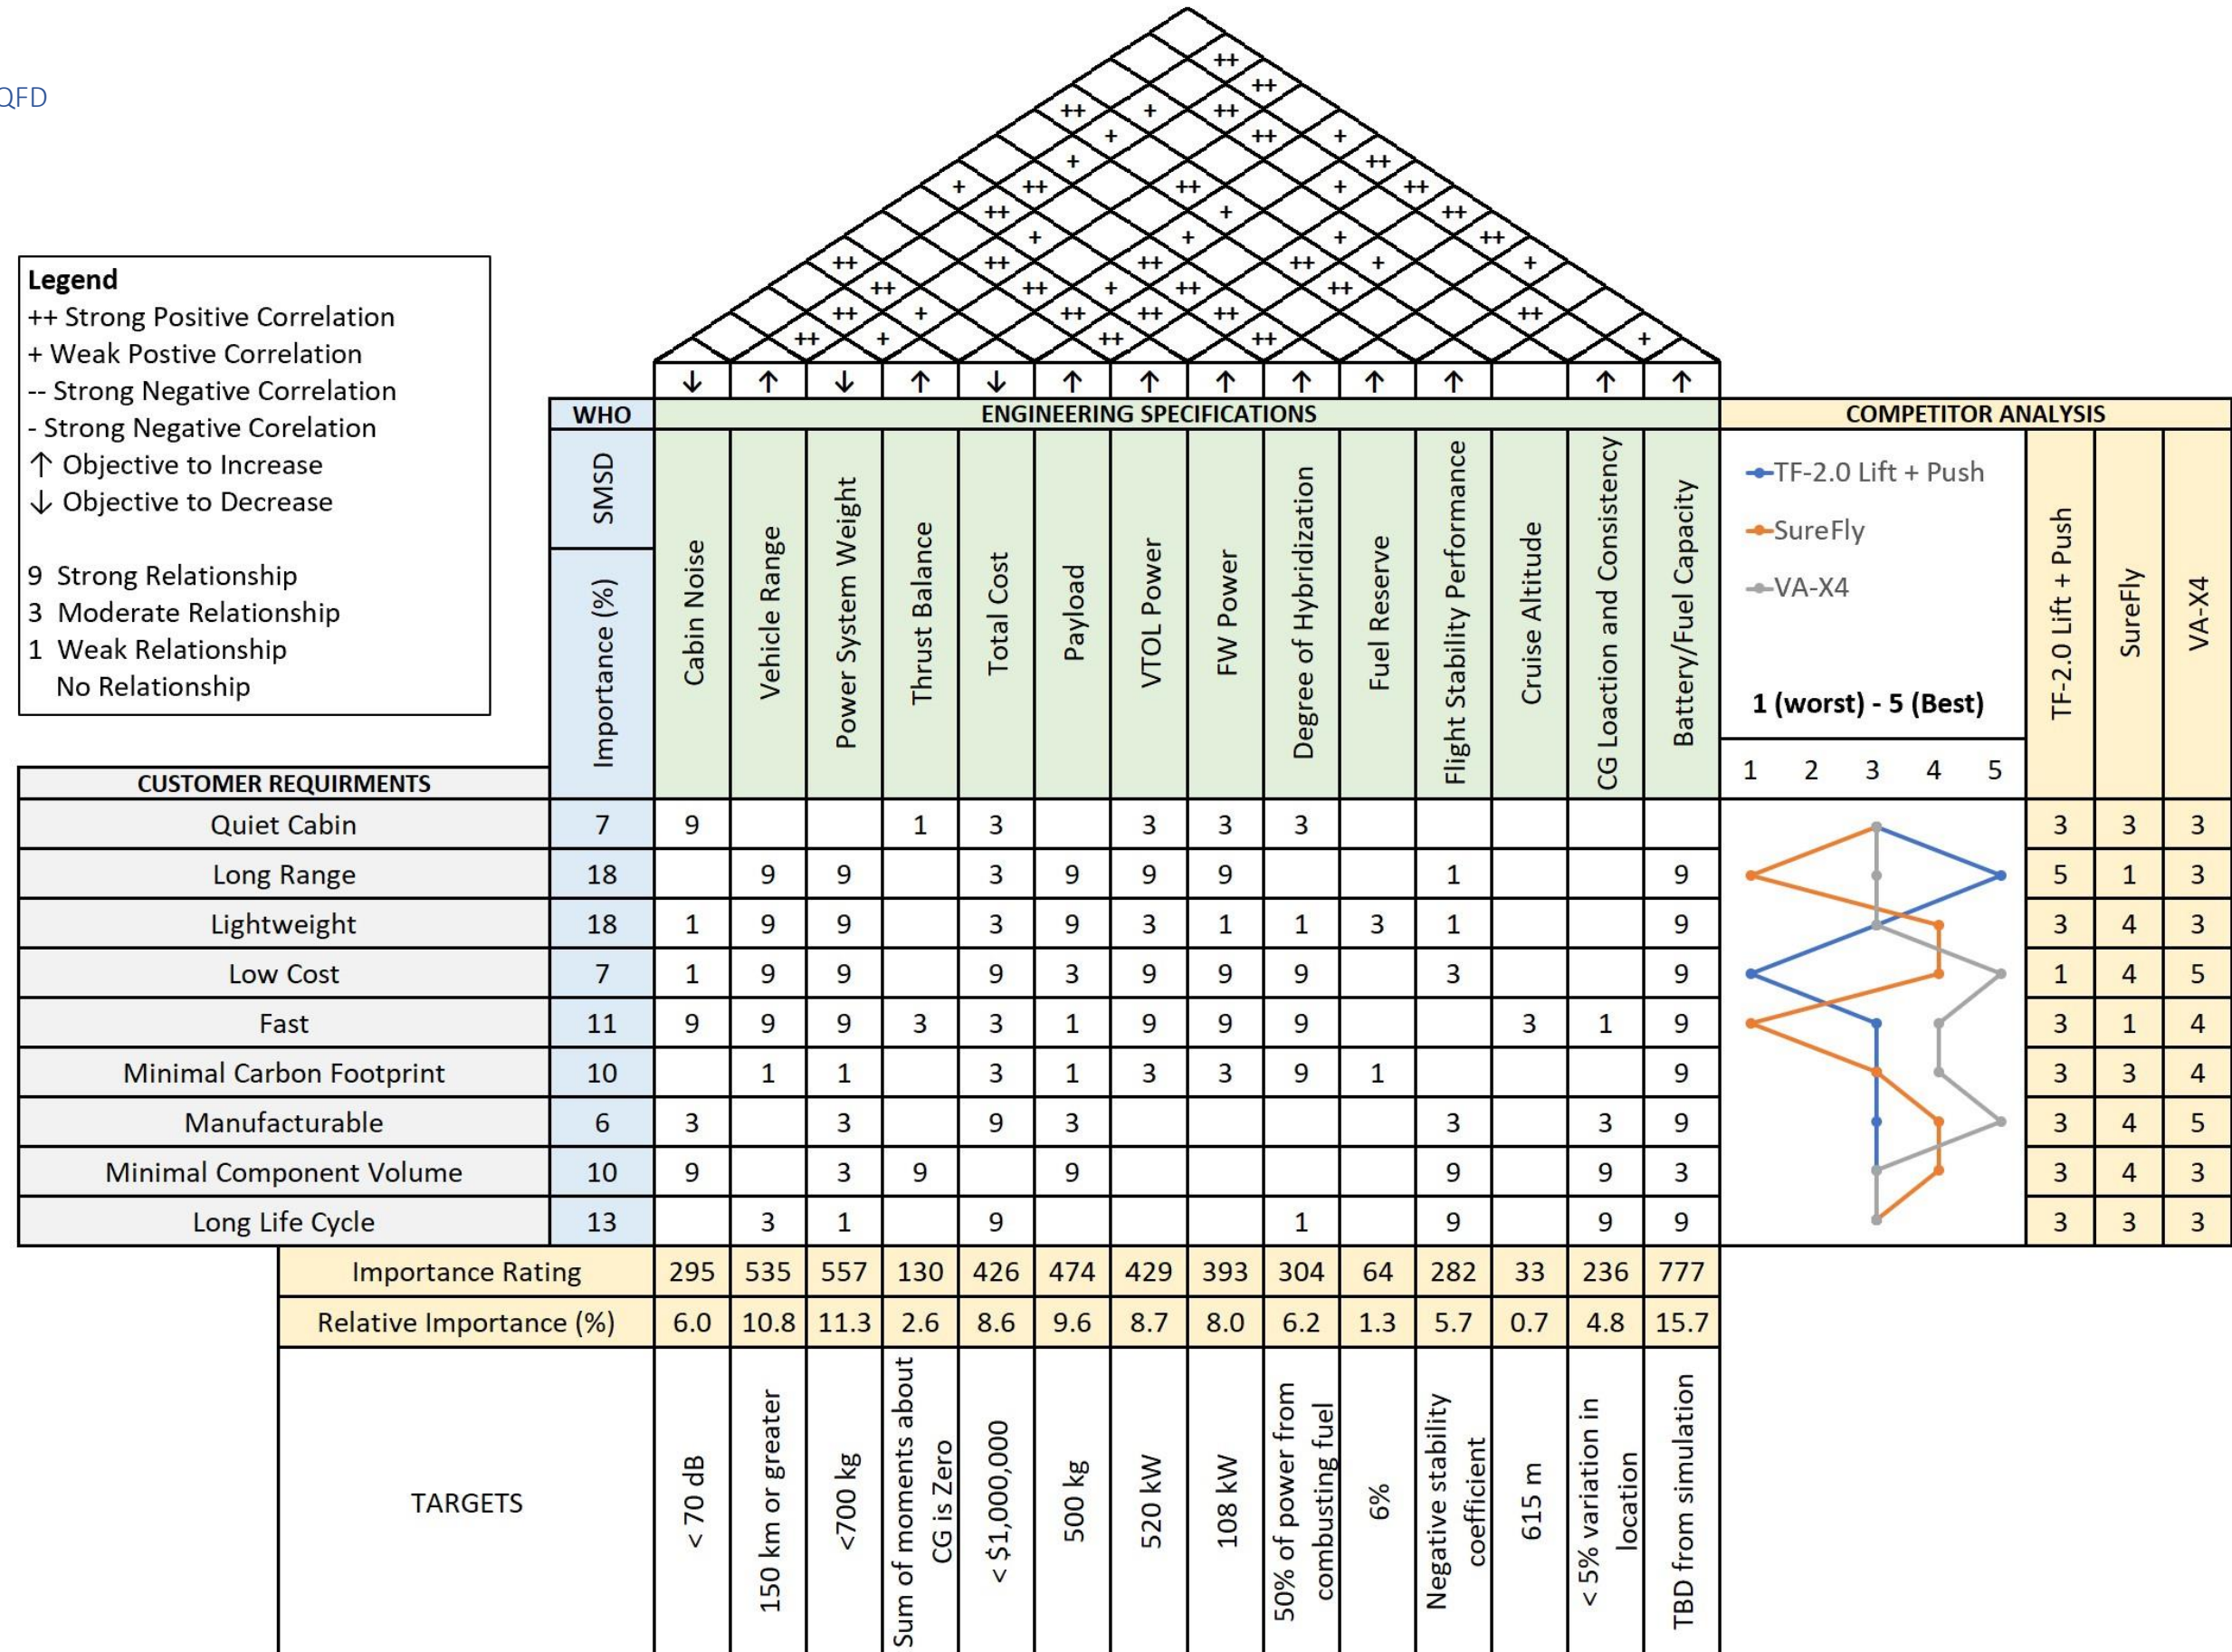 QFD
++
++
++ + ++
+ ++ +
+ ++
+ ++ ++ + ++
++ + ++
+ + + ++
++ ++ ++ ++ + +
++ ++ + ++ ++
++ + ++ ++ ++ ++
++ + ++ ++ +
Legend
++ Strong Positive Correlation
+ Weak Postive Correlation
-- Strong Negative Correlation
- Strong Negative Corelation
↑ Objective to Increase
↓ Objective to Decrease
9 Strong Relationship
3 Moderate Relationship
1 Weak Relationship
No Relationship
↓ ↑ ↓ ↑ ↓ ↑ ↑ ↑ ↑ ↑ ↑ ↑ ↑
WHO ENGINEERING SPECIFICATIONS COMPETITOR ANALYSIS
SMSD
Importance (%)
Cabin Noise
Vehicle Range
Power System Weight
Thrust Balance
Total Cost
Payload
VTOL Power
FW Power
Degree of Hybridization
Fuel Reserve
Flight Stability Performance
Cruise Altitude
CG Loaction and Consistency
Battery/Fuel Capacity
TF-2.0 Lift + Push
SureFly
VA-X4
1 (worst) - 5 (Best)
1 2 3 4 5
TF-2.0 Lift + Push
SureFly
VA-X4
CUSTOMER REQUIRMENTS
Quiet Cabin 7 9 1 3 3 3 3 3 3 3
Long Range 18 9 9 3 9 9 9 1 9 5 1 3
Lightweight 18 1 9 9 3 9 3 1 1 3 1 9 3 4 3
Low Cost 7 1 9 9 9 3 9 9 9 3 9 1 4 5
Fast 11 9 9 9 3 3 1 9 9 9 3 1 9 3 1 4
Minimal Carbon Footprint 10 1 1 3 1 3 3 9 1 9 3 3 4
Manufacturable 6 3 3 9 3 3 3 9 3 4 5
Minimal Component Volume 10 9 3 9 9 9 9 3 3 4 3
Long Life Cycle 13 3 1 9 1 9 9 9 3 3 3
Importance Rating 295 535 557 130 426 474 429 393 304 64 282 33 236 777
Relative Importance (%) 6.0 10.8 11.3 2.6 8.6 9.6 8.7 8.0 6.2 1.3 5.7 0.7 4.8 15.7
TARGETS
< 70 dB
150 km or greater
<700 kg
Sum of moments about
CG is Zero
< $1,000,000
500 kg
520 kW
108 kW
50% of power from
combusting fuel
6%
Negative stability
coefficient
615 m
< 5% variation in
location
TBD from simulation